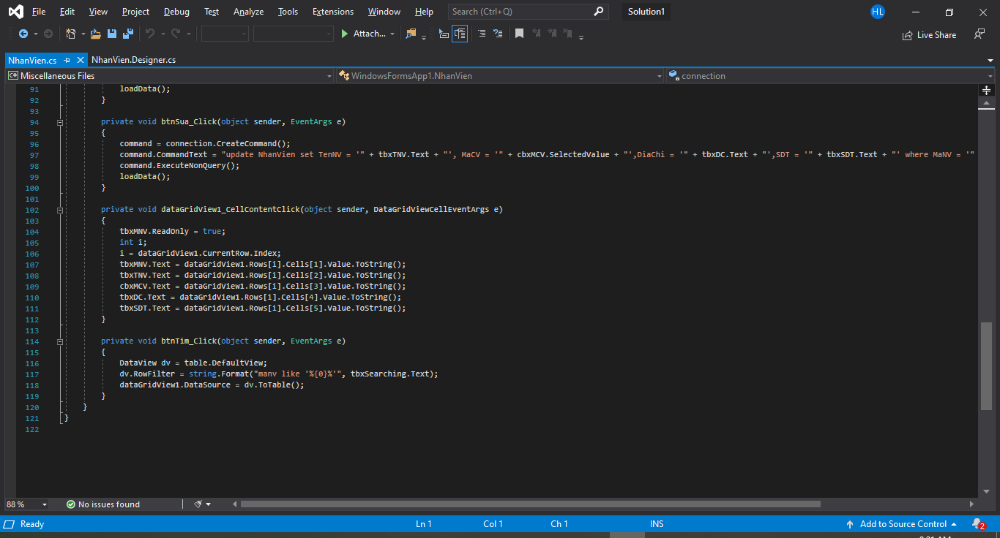 File Edit View Project Debug Test Analyze Tools Extensions Window Help Search (Ctrl+Q) Solution1 HL
Attach... Live Share
NhanVien.cs NhanVien.Designer.cs
C# Miscellaneous Files WindowsFormsApp1.NhanVien connection
91 loadData();
92 }
93
94 private void btnSua_Click(object sender, EventArgs e)
95 {
96 command = connection.CreateCommand();
97 command.CommandText = "update NhanVien set TenNV = '" + tbxTNV.Text + "', MaCV = '" + cbxMCV.SelectedValue + "',DiaChi = '" + tbxDC.Text + "',SDT = '" + tbxSDT.Text + "' where MaNV = '"
98 command.ExecuteNonQuery();
99 loadData();
100 }
101
102 private void dataGridView1_CellContentClick(object sender, DataGridViewCellEventArgs e)
103 {
104 tbxMNV.ReadOnly = true;
105 int i;
106 i = dataGridView1.CurrentRow.Index;
107 tbxMNV.Text = dataGridView1.Rows[i].Cells[1].Value.ToString();
108 tbxTNV.Text = dataGridView1.Rows[i].Cells[2].Value.ToString();
109 cbxMCV.Text = dataGridView1.Rows[i].Cells[3].Value.ToString();
110 tbxDC.Text = dataGridView1.Rows[i].Cells[4].Value.ToString();
111 tbxSDT.Text = dataGridView1.Rows[i].Cells[5].Value.ToString();
112 }
113
114 private void btnTim_Click(object sender, EventArgs e)
115 {
116 DataView dv = table.DefaultView;
117 dv.RowFilter = string.Format("manv like '%{0}%'", tbxSearching.Text);
118 dataGridView1.DataSource = dv.ToTable();
119 }
120 }
121 }
122
88 % No issues found
Ready Ln 1 Col 1 Ch 1 INS Add to Source Control 2